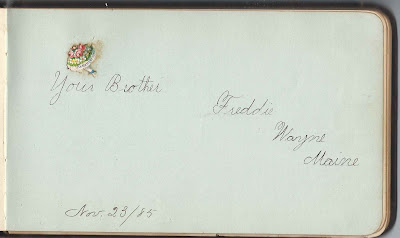 Your Brother
Freddie
Wayne
Maine
Nov. 23/85